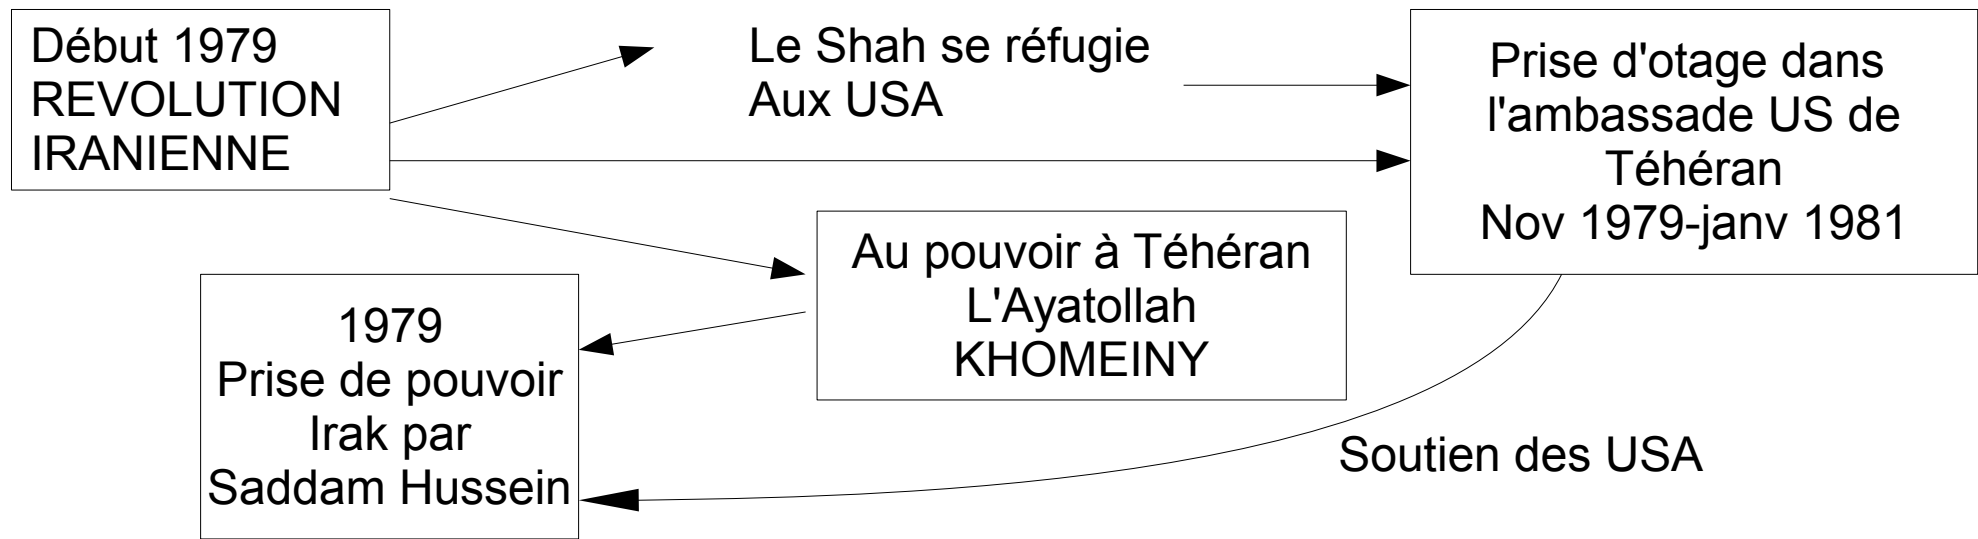 Début 1979
REVOLUTION
IRANIENNE
Le Shah se réfugie
Aux USA
Prise d'otage dans
l'ambassade US de
Téhéran
Nov 1979-janv 1981
Au pouvoir à Téhéran
L'Ayatollah
KHOMEINY
1979
Prise de pouvoir
Irak par
Saddam Hussein
Soutien des USA